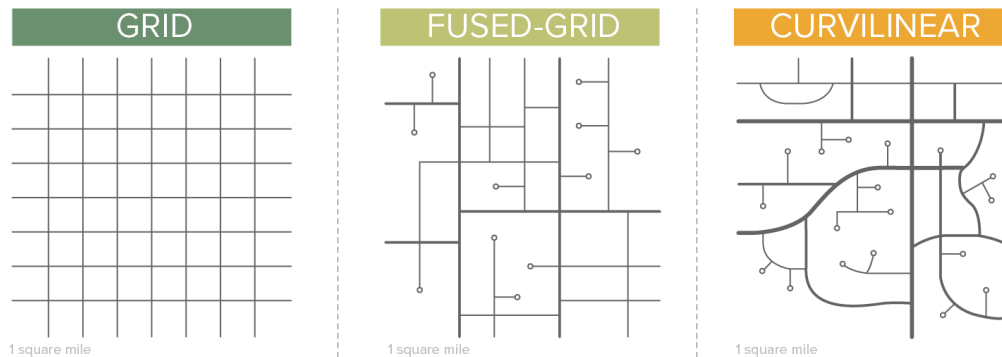 GRID
FUSED-GRID
CURVILINEAR
1 square mile
1 square mile
1 square mile